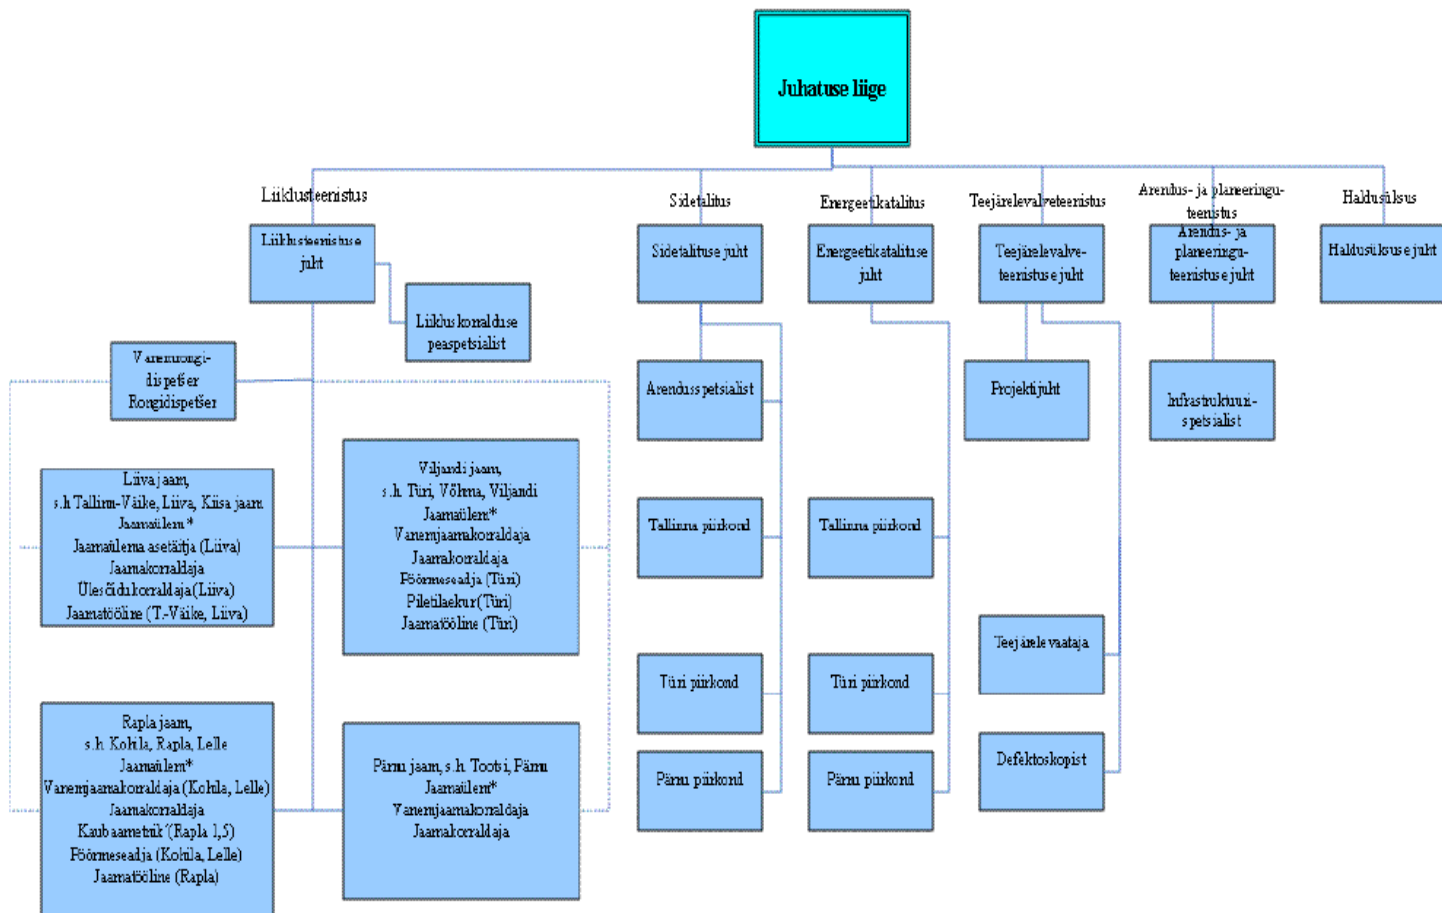 Juhatuse liige
Liiklusteenistus
Sidetalitus
Energeetikatalitus
Teejärelevalveteenistus
Arendus- ja planeeringu-
teenistus
Haldusüksus
Liiklusteenistuse
juht
Sidetalituse juht
Energeetikatalituse
juht
Teejärelevalve-
teenistuse juht
Arendus- ja
planeeringu-
teenistuse juht
Haldusüksuse juht
Liikluskorralduse
peaspetsialist
Vanemrongi-
dispetšer
Rongidispetšer
Arendusspetsialist
Projektijuht
Infrastruktuuri-
spetsialist
Liiva jaam,
s.h Tallinn-Väike, Liiva, Kiisa jaam
Jaamaülem*
Jaamaülema asetäitja (Liiva)
Jaamakorraldaja
Ülesõidukorraldaja (Liiva)
Jaamatööline (T.-Väike, Liiva)
Viljandi jaam,
s.h. Türi, Võhma, Viljandi
Jaamaülem*
Vanemjaamakorraldaja
Jaamakorraldaja
Pöörmeseadja (Türi)
Piletilaekur (Türi)
Jaamatööline (Türi)
Tallinna piirkond
Tallinna piirkond
Teejärelevaataja
Türi piirkond
Türi piirkond
Rapla jaam,
s.h. Kohila, Rapla, Lelle
Jaamaülem*
Vanemjaamakorraldaja (Kohila, Lelle)
Jaamakorraldaja
Kaubaametnik (Rapla 1,5)
Pöörmeseadja (Kohila, Lelle)
Jaamatööline (Rapla)
Pärnu jaam, s.h. Tootsi, Pärnu
Jaamaülem*
Vanemjaamakorraldaja
Jaamakorraldaja
Pärnu piirkond
Pärnu piirkond
Defektoskopist